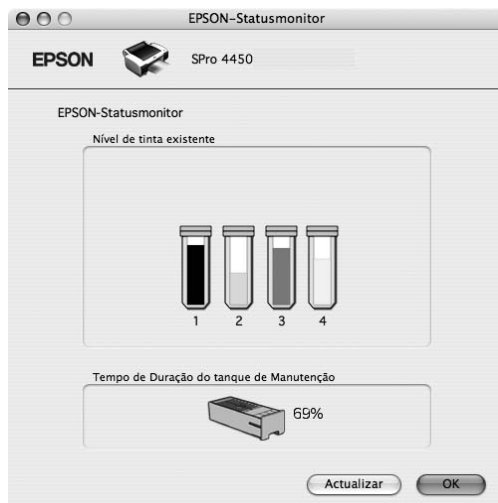 EPSON-Statusmonitor
EPSON
SPro 4450
EPSON-Statusmonitor
Nível de tinta existente
1 2 3 4
Tempo de Duração do tanque de Manutenção
69%
Actualizar OK